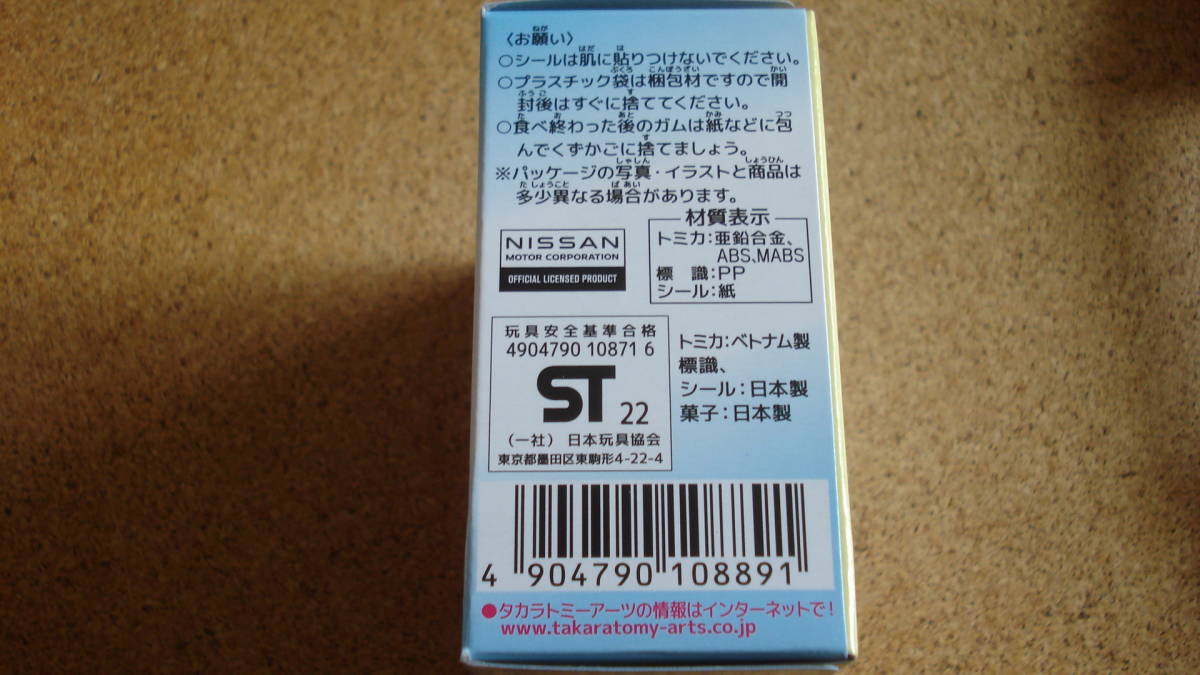 〈お願い〉
○シールは肌に貼りつけないでください。
○プラスチック袋は梱包材ですので開
封後はすぐに捨ててください。
○食べ終わった後のガムは紙などに包
んでくずかごに捨てましょう。
※パッケージの写真・イラストと商品は
多少異なる場合があります。
材質表示
トミカ:亜鉛合金、
ABS、MABS
標 識:PP
シール:紙
NISSAN
MOTOR CORPORATION
OFFICIAL LICENSED PRODUCT
玩具安全基準合格
4904790 10871 6
ST 22
(一社) 日本玩具協会
東京都墨田区東駒形4-22-4
トミカ:ベトナム製
標識、
シール:日本製
菓子:日本製
4 904790 108891
●タカラトミーアーツの情報はインターネットで!
www.takaratomy-arts.co.jp